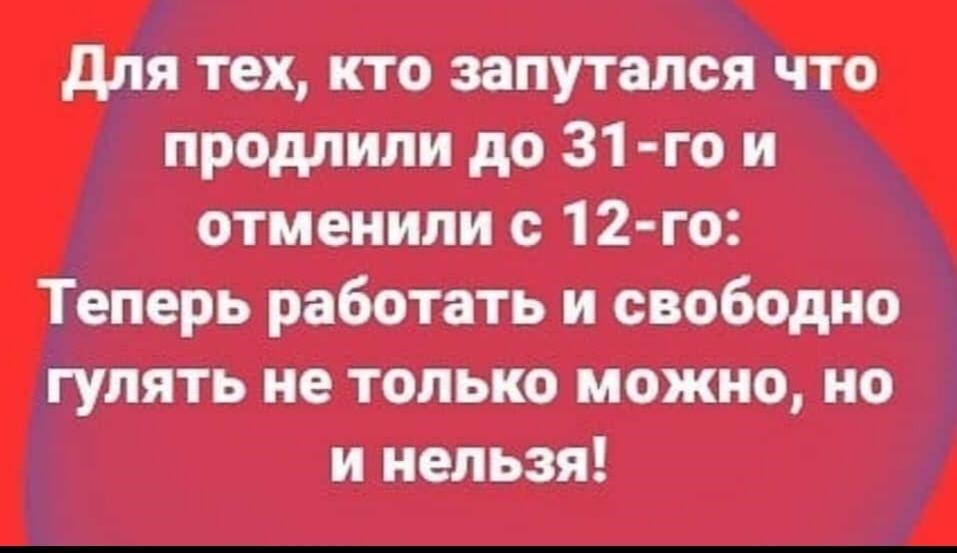 Для тех, кто запутался что
продлили до 31-го и
отменили с 12-го:
Теперь работать и свободно
гулять не только можно, но
и нельзя!